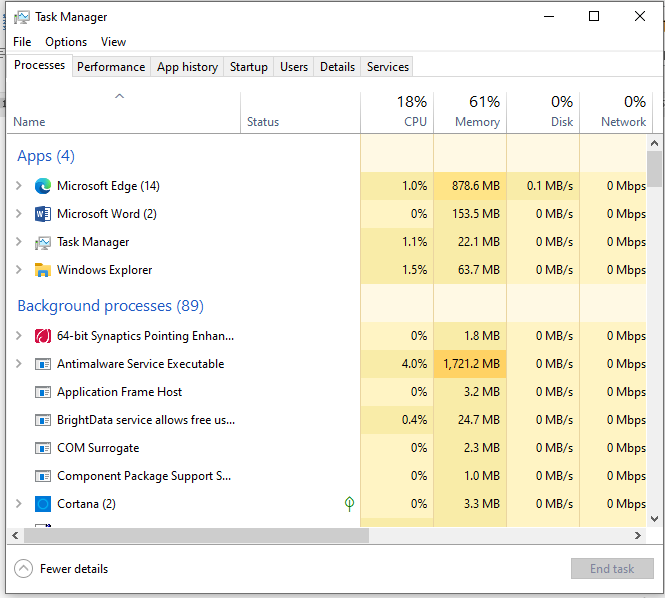 Task Manager
File Options View
Processes Performance App history Startup Users Details Services
18% 61% 0% 0%
Name Status CPU Memory Disk Network
Apps (4)
Microsoft Edge (14) 1.0% 878.6 MB 0.1 MB/s 0 Mbps
Microsoft Word (2) 0% 153.5 MB 0 MB/s 0 Mbps
Task Manager 1.1% 22.1 MB 0 MB/s 0 Mbps
Windows Explorer 1.5% 63.7 MB 0 MB/s 0 Mbps
Background processes (89)
64-bit Synaptics Pointing Enhan... 0% 1.8 MB 0 MB/s 0 Mbps
Antimalware Service Executable 4.0% 1,721.2 MB 0 MB/s 0 Mbps
Application Frame Host 0% 3.2 MB 0 MB/s 0 Mbps
BrightData service allows free us... 0.4% 24.7 MB 0 MB/s 0 Mbps
COM Surrogate 0% 2.3 MB 0 MB/s 0 Mbps
Component Package Support S... 0% 1.0 MB 0 MB/s 0 Mbps
Cortana (2) 0% 3.3 MB 0 MB/s 0 Mbps
Fewer details End task